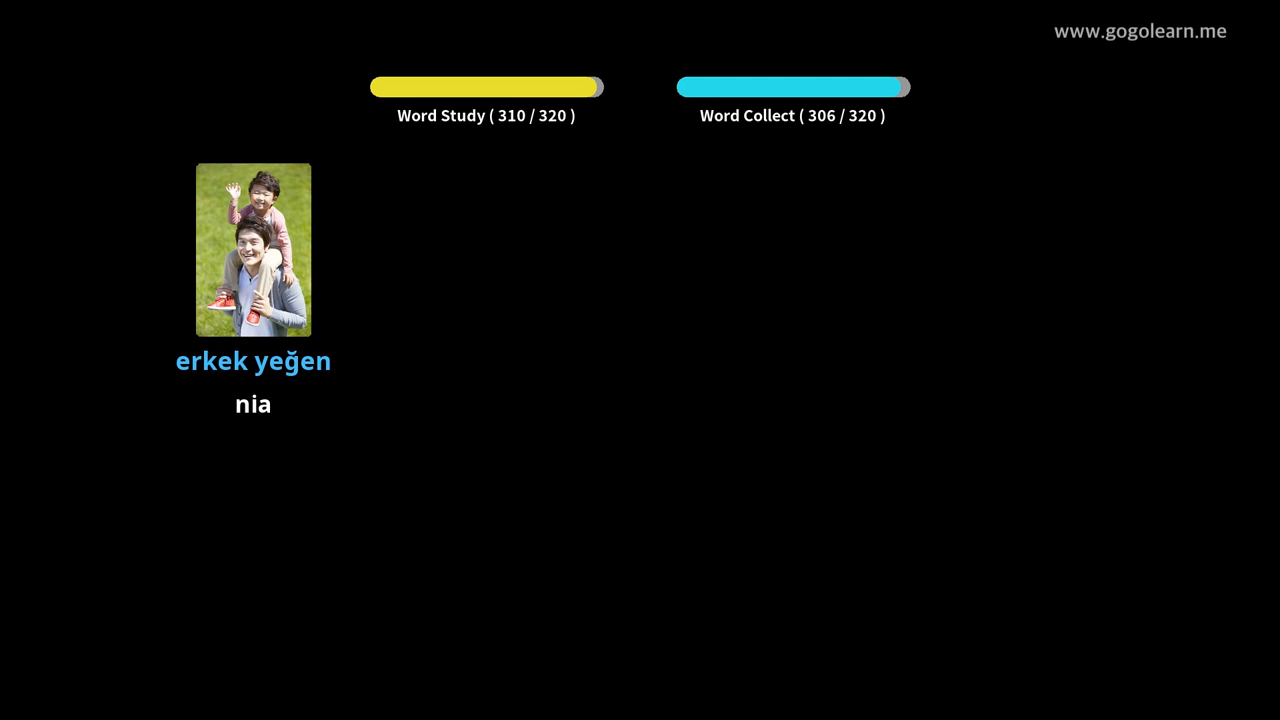 www.gogolearn.me
Word Study ( 310 / 320 )
Word Collect ( 306 / 320 )
erkek yeğen
nia